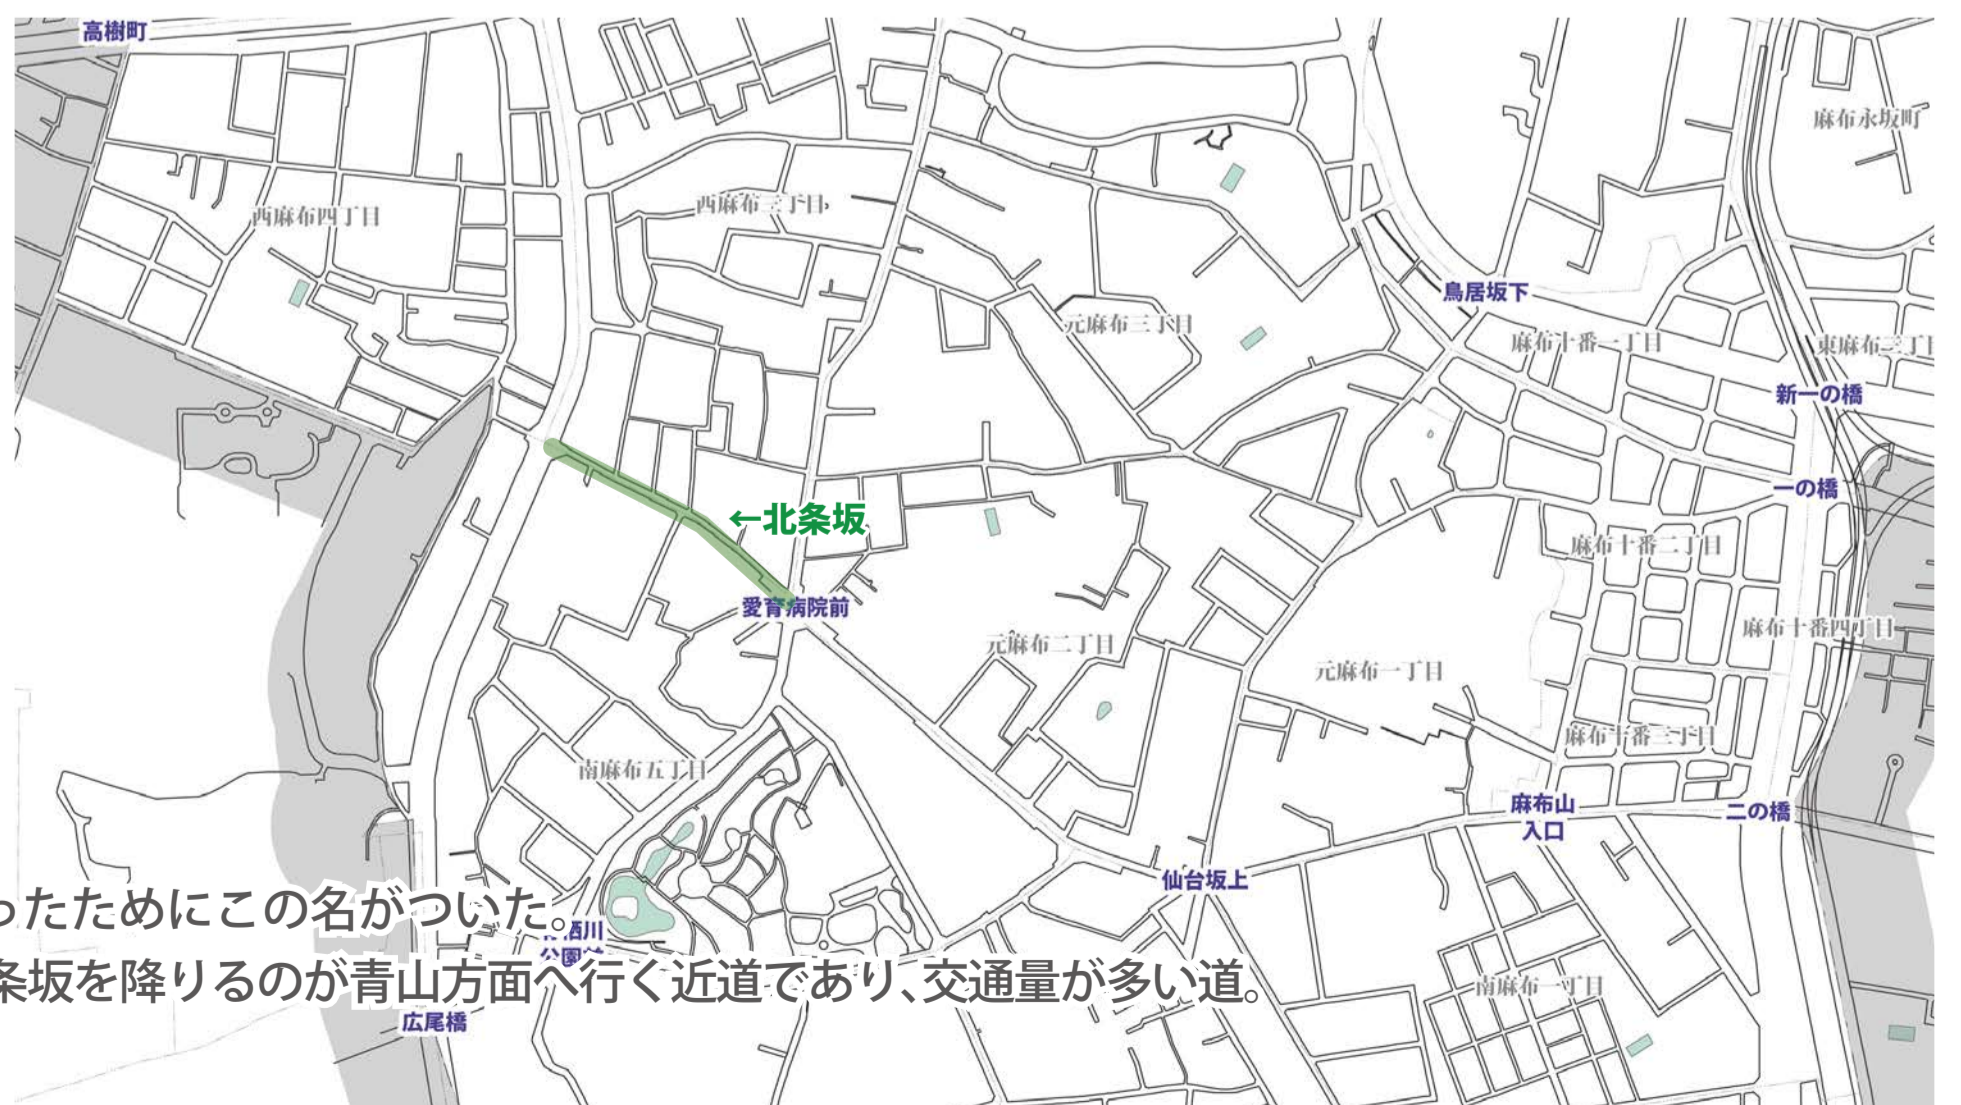 高樹町
麻布永坂町
西麻布四丁目
西麻布三丁目
鳥居坂下
元麻布三丁目
麻布十番一丁目
東麻布三丁目
新一の橋
一の橋
←北条坂
麻布十番二丁目
愛育病院前
麻布十番四丁目
元麻布二丁目
元麻布一丁目
麻布十番三丁目
南麻布五丁目
麻布山
入口
二の橋
仙台坂上
ったためにこの名がついた。
栖川
公園
条坂を降りるのが青山方面へ行く近道であり、交通量が多い道。
南麻布一丁目
広尾橋